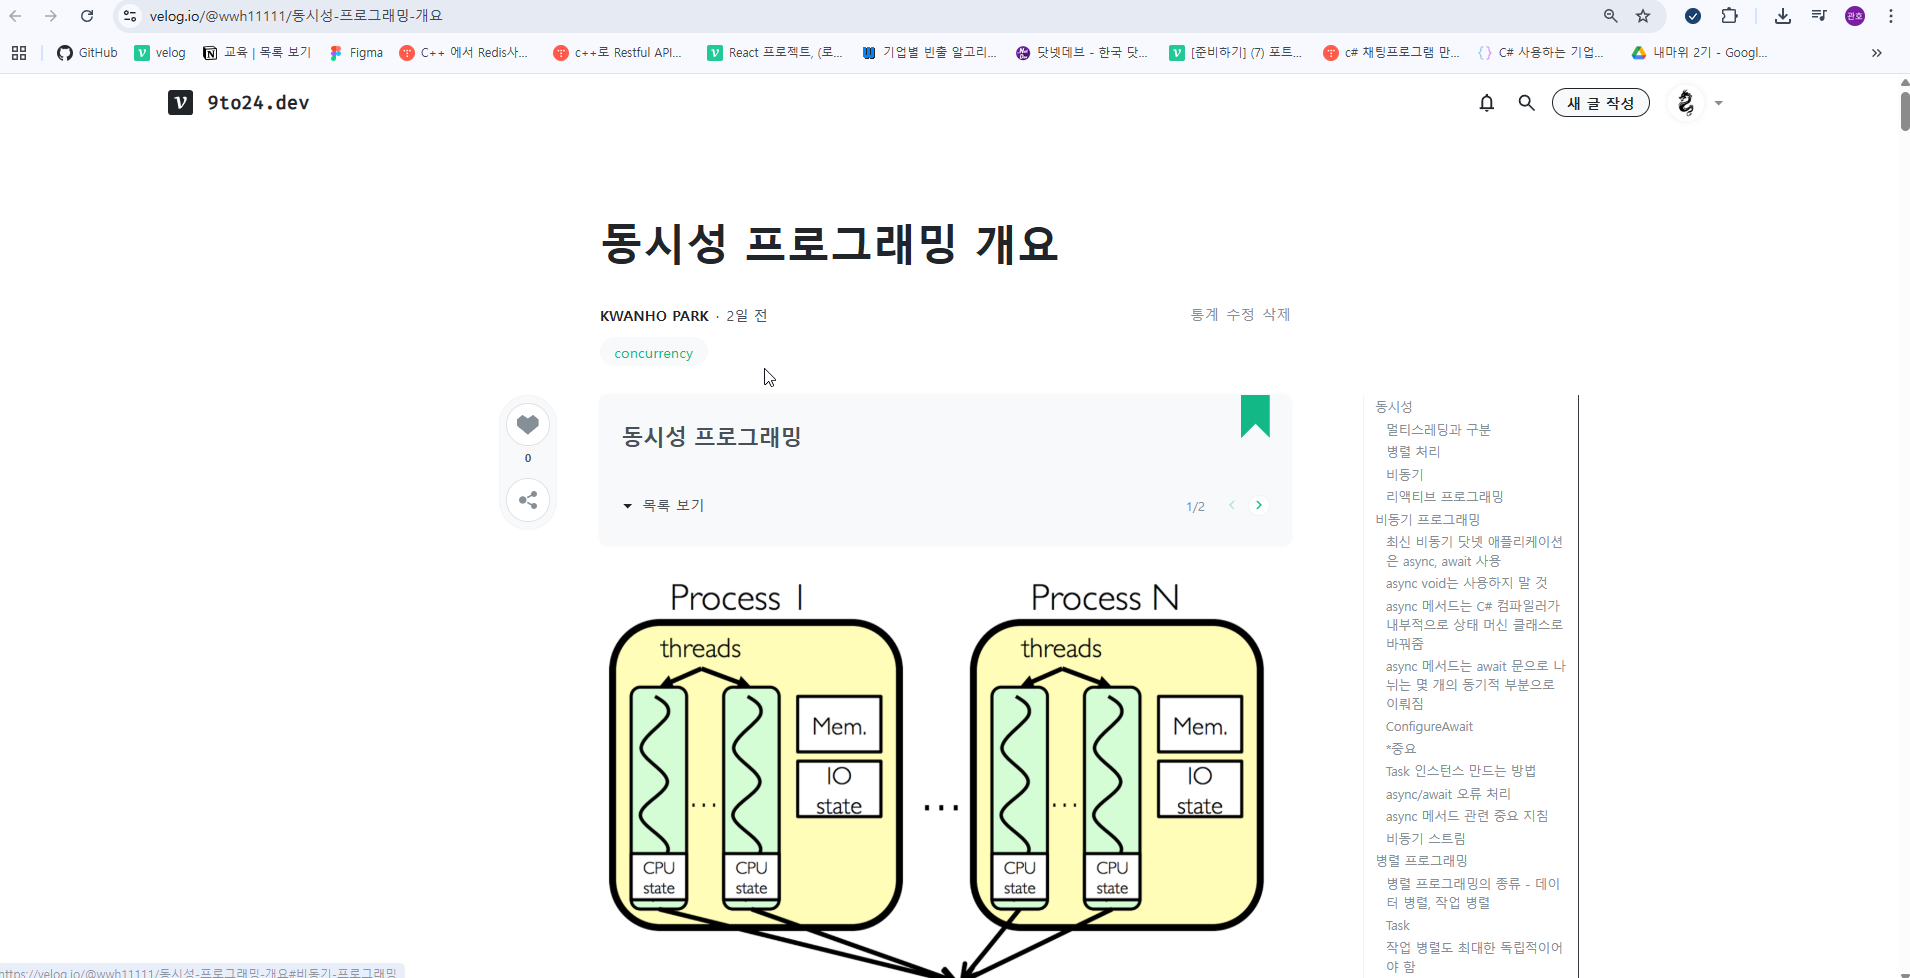 velog.io/@wwh11111/동시성-프로그래밍-개요
관호
GitHub
velog
교육 | 목록 보기
Figma
C++ 에서 Redis사...
c++로 Restful API...
React 프로젝트, (로...
기업별 빈출 알고리...
닷넷데브 - 한국 닷...
[준비하기] (7) 포트...
c# 채팅프로그램 만...
C# 사용하는 기업...
내마위 2기 - Googl...
9to24.dev
새 글 작성
동시성 프로그래밍 개요
KWANHO PARK · 2일 전
통계 수정 삭제
concurrency
0
동시성 프로그래밍
목록 보기
1/2
Process 1
threads
Mem.
IO
state
...
CPU
state
CPU
state
...
Process N
threads
Mem.
IO
state
...
CPU
state
CPU
state
동시성
멀티스레딩과 구분
병렬 처리
비동기
리액티브 프로그래밍
비동기 프로그래밍
최신 비동기 닷넷 애플리케이션
은 async, await 사용
async void는 사용하지 말 것
async 메서드는 C# 컴파일러가
내부적으로 상태 머신 클래스로
바꿔줌
async 메서드는 await 문으로 나
뉘는 몇 개의 동기적 부분으로
이뤄짐
ConfigureAwait
*중요
Task 인스턴스 만드는 방법
async/await 오류 처리
async 메서드 관련 중요 지침
비동기 스트림
병렬 프로그래밍
병렬 프로그래밍의 종류 - 데이
터 병렬, 작업 병렬
Task
작업 병렬도 최대한 독립적이어
야 함
https://velog.io/@wwh11111/동시성-프로그래밍-개요#비동기-프로그래밍